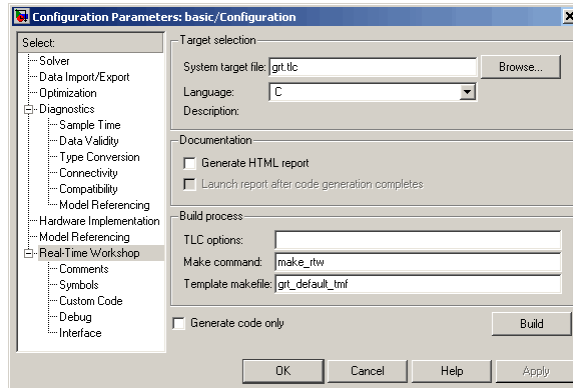 Configuration Parameters: basic/Configuration
Select:
Solver
Data Import/Export
Optimization
Diagnostics
Sample Time
Data Validity
Type Conversion
Connectivity
Compatibility
Model Referencing
Hardware Implementation
Model Referencing
Real-Time Workshop
Comments
Symbols
Custom Code
Debug
Interface
Target selection
System target file: grt.tlc Browse...
Language: C
Description:
Documentation
Generate HTML report
Launch report after code generation completes
Build process
TLC options:
Make command: make_rtw
Template makefile: grt_default_tmf
Generate code only Build
OK Cancel Help Apply